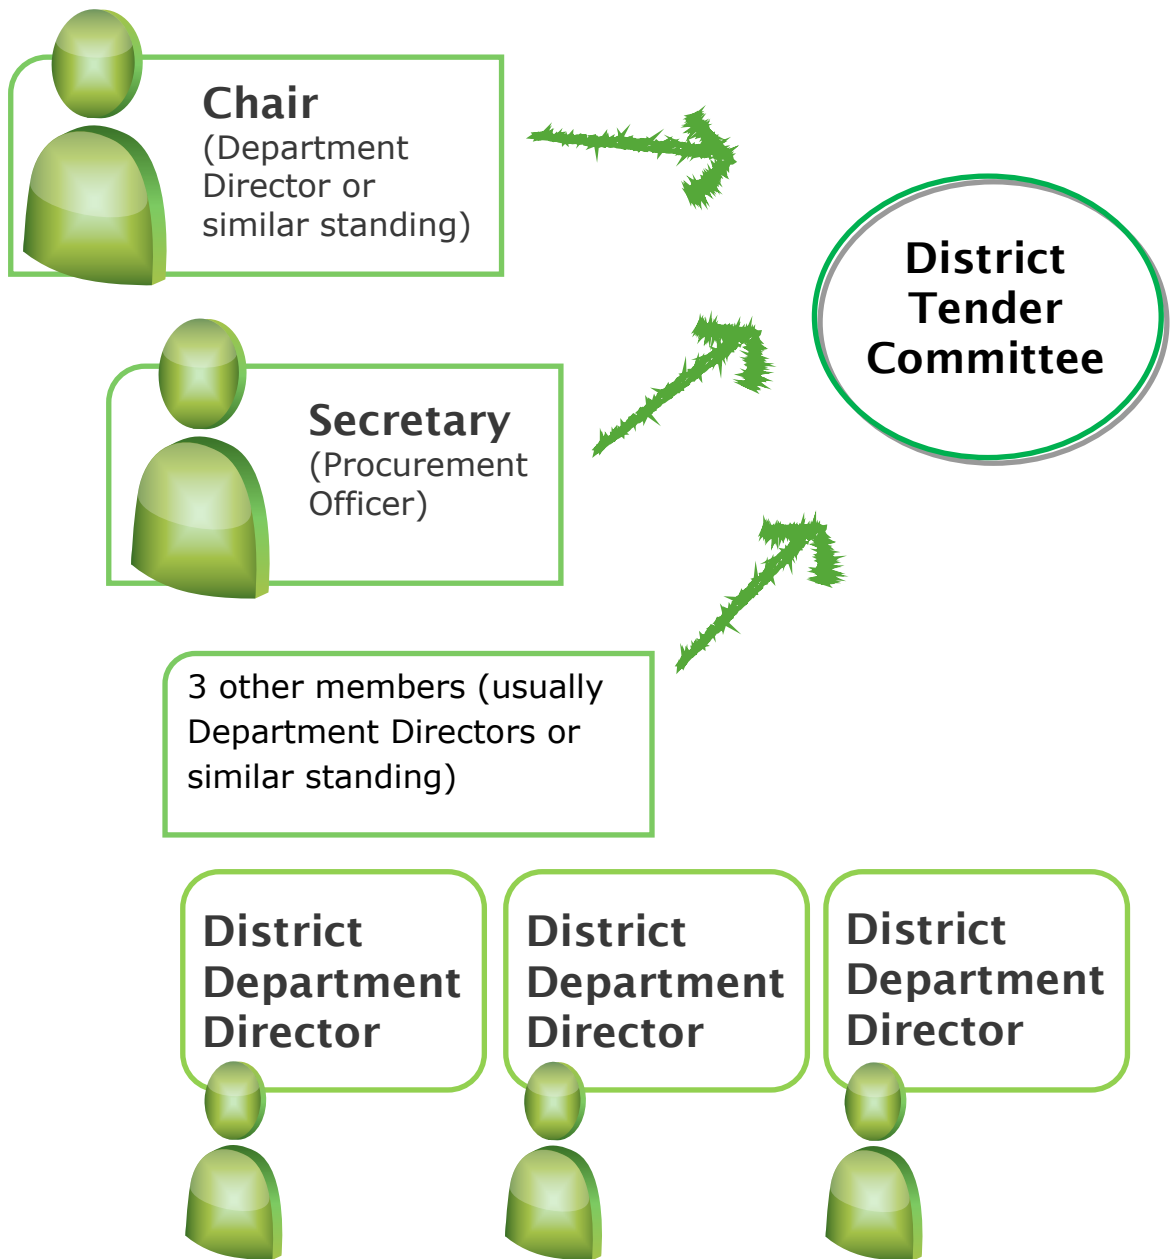 Chair
(Department
Director or
similar standing)
District
Tender
Committee
Secretary
(Procurement
Officer)
3 other members (usually
Department Directors or
similar standing)
District
Department
Director
District
Department
Director
District
Department
Director